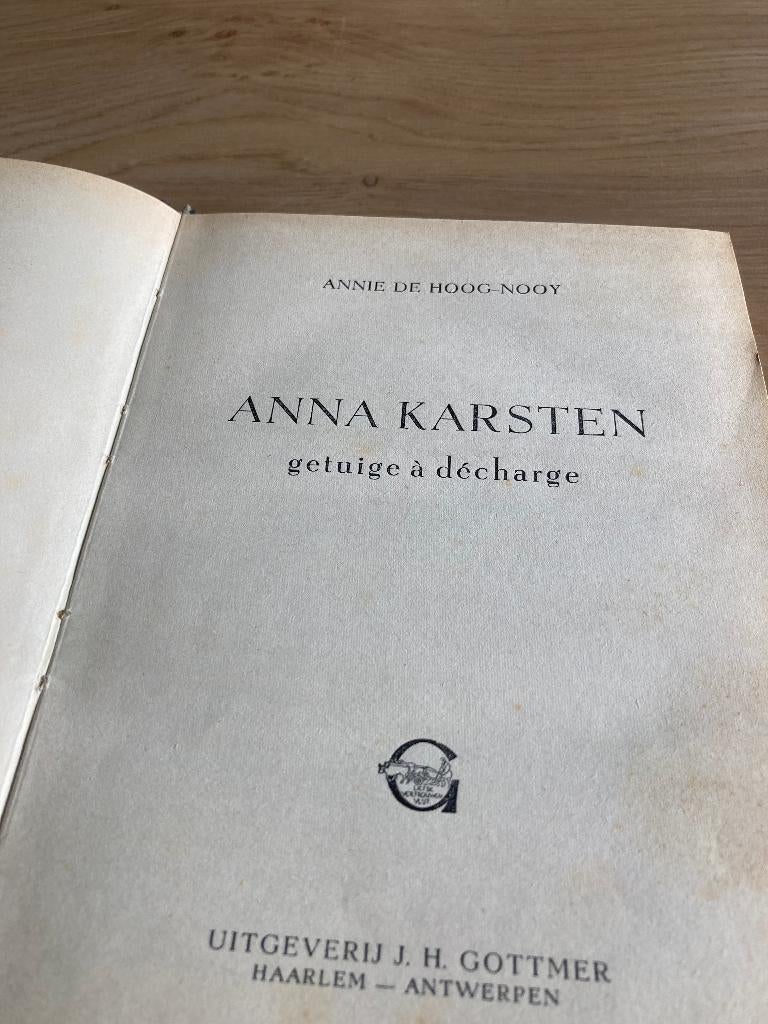 ANNIE DE HOOG-NOOY
ANNA KARSTEN
getuige à décharge
G
UITGEVERIJ J. H. GOTTMER
HAARLEM — ANTWERPEN